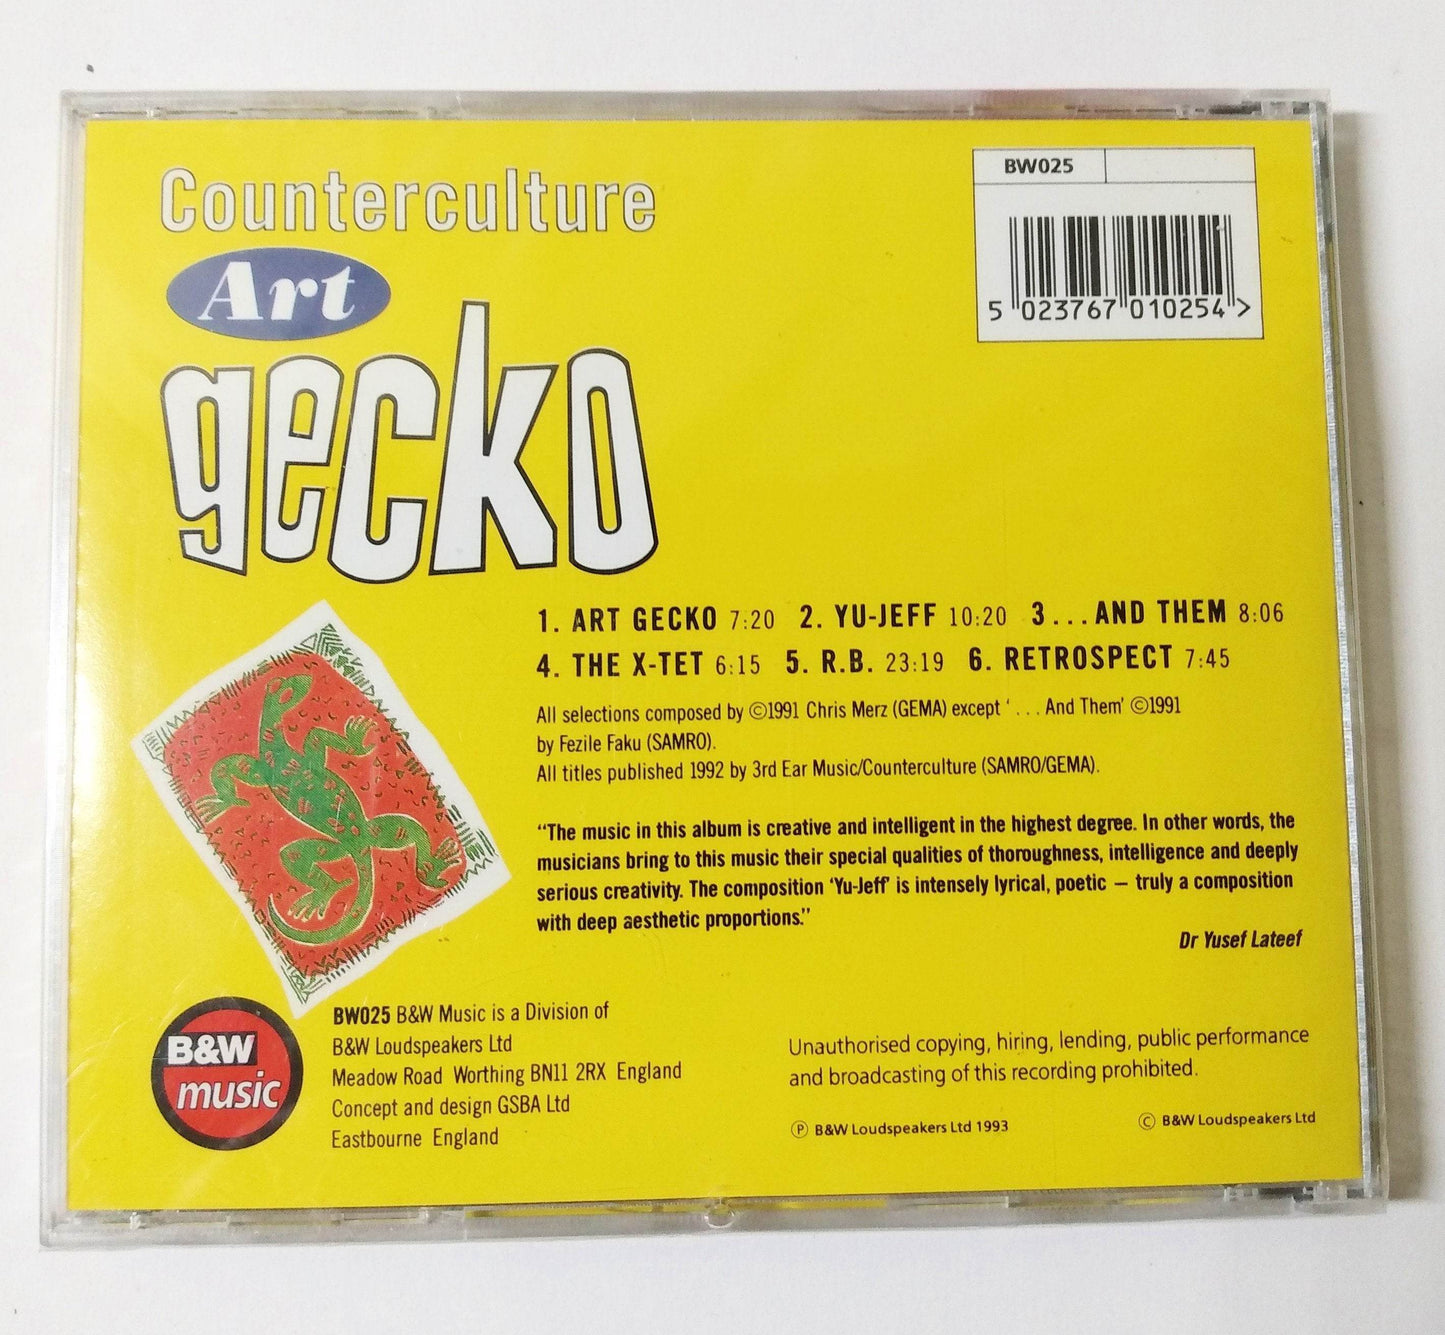 Counterculture
Art
gecko
BW025
5 023767 010254 >
1. ART GECKO 7:20 2. YU-JEFF 10:20 3...AND THEM 8:06
4. THE X-TET 6:15 5. R.B. 23:19 6. RETROSPECT 7:45
All selections composed by ©1991 Chris Merz (GEMA) except ‘ . . . And Them’ ©1991
by Fezile Faku (SAMRO).
All titles published 1992 by 3rd Ear Music/Counterculture (SAMRO/GEMA).
“The music in this album is creative and intelligent in the highest degree. In other words, the
musicians bring to this music their special qualities of thoroughness, intelligence and deeply
serious creativity. The composition ‘Yu-Jeff’ is intensely lyrical, poetic — truly a composition
with deep aesthetic proportions.”
Dr Yusef Lateef
B&W
music
BW025 B&W Music is a Division of
B&W Loudspeakers Ltd
Meadow Road Worthing BN11 2RX England
Concept and design GSBA Ltd
Eastbourne England
Unauthorised copying, hiring, lending, public performance
and broadcasting of this recording prohibited.
℗ B&W Loudspeakers Ltd 1993
© B&W Loudspeakers Ltd